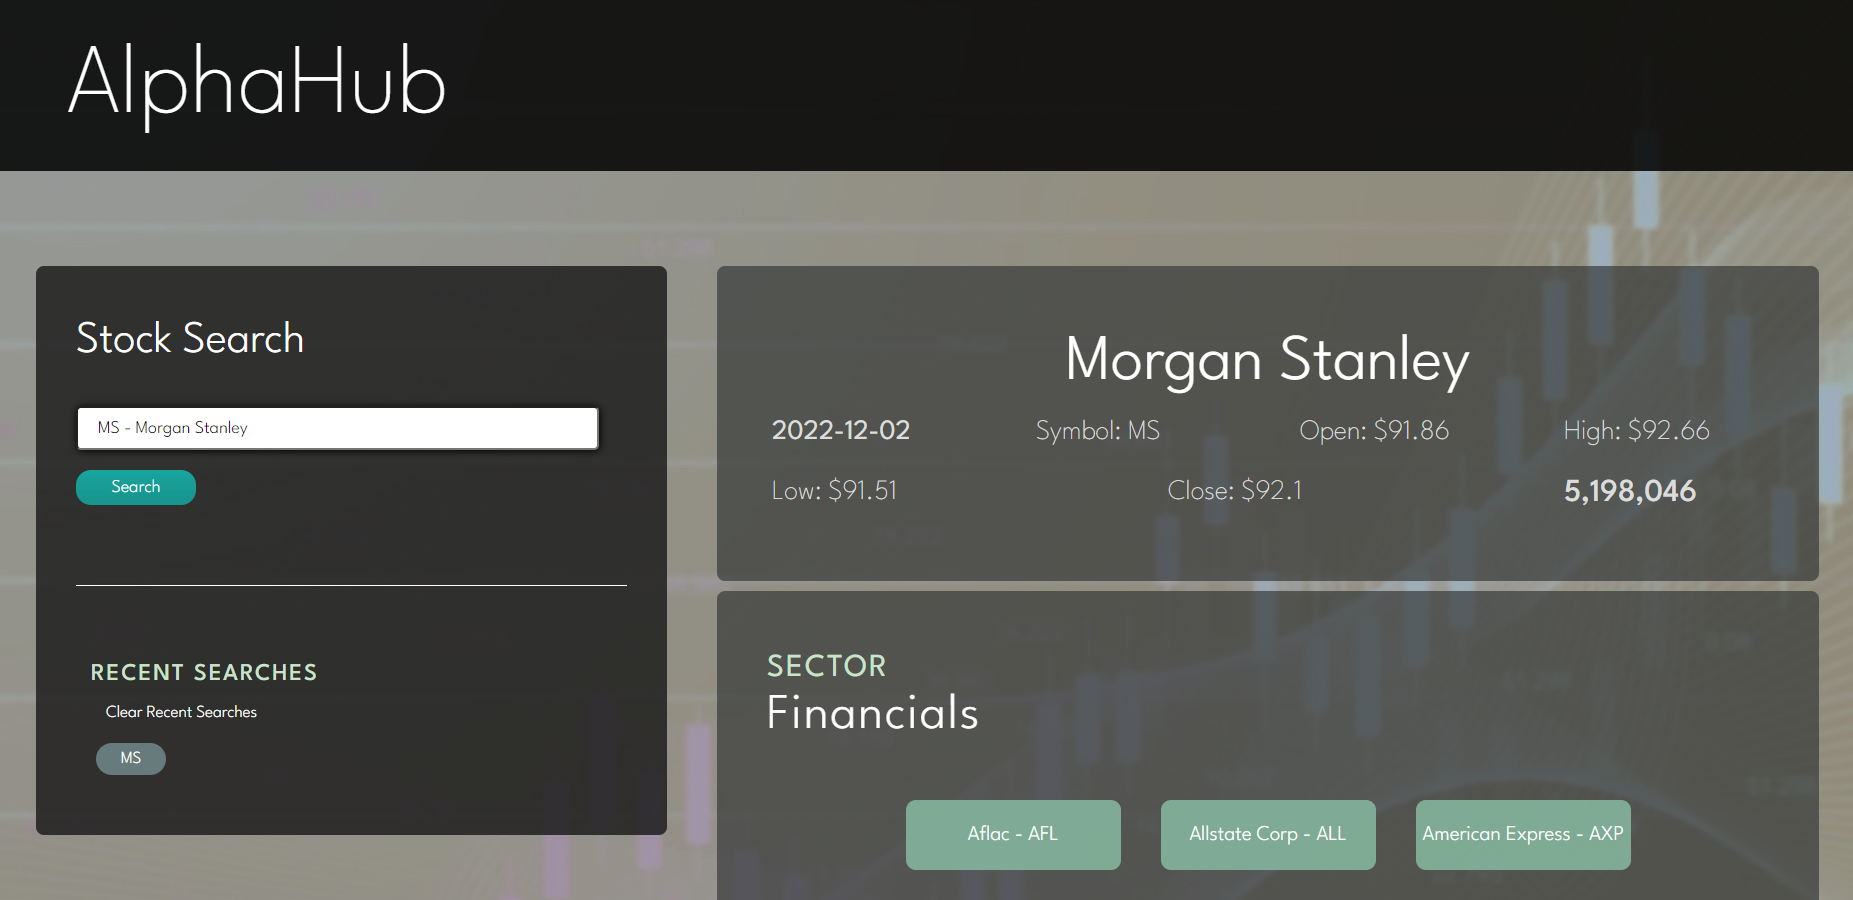 AlphaHub
Stock Search
MS - Morgan Stanley
Search
RECENT SEARCHES
Clear Recent Searches
MS
Morgan Stanley
2022-12-02 Symbol: MS Open: $91.86 High: $92.66
Low: $91.51 Close: $92.1 5,198,046
SECTOR
Financials
Aflac - AFL Allstate Corp - ALL American Express - AXP